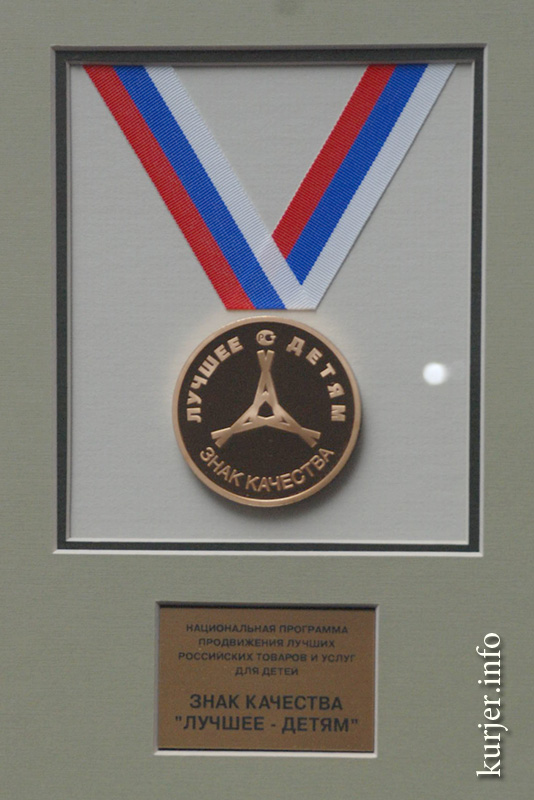 ЛУЧШЕЕ ДЕТЯМ
ЗНАК КАЧЕСТВА
НАЦИОНАЛЬНАЯ ПРОГРАММА
ПРОДВИЖЕНИЯ ЛУЧШИХ
РОССИЙСКИХ ТОВАРОВ И УСЛУГ
ДЛЯ ДЕТЕЙ
ЗНАК КАЧЕСТВА
"ЛУЧШЕЕ - ДЕТЯМ"
kurjer.info